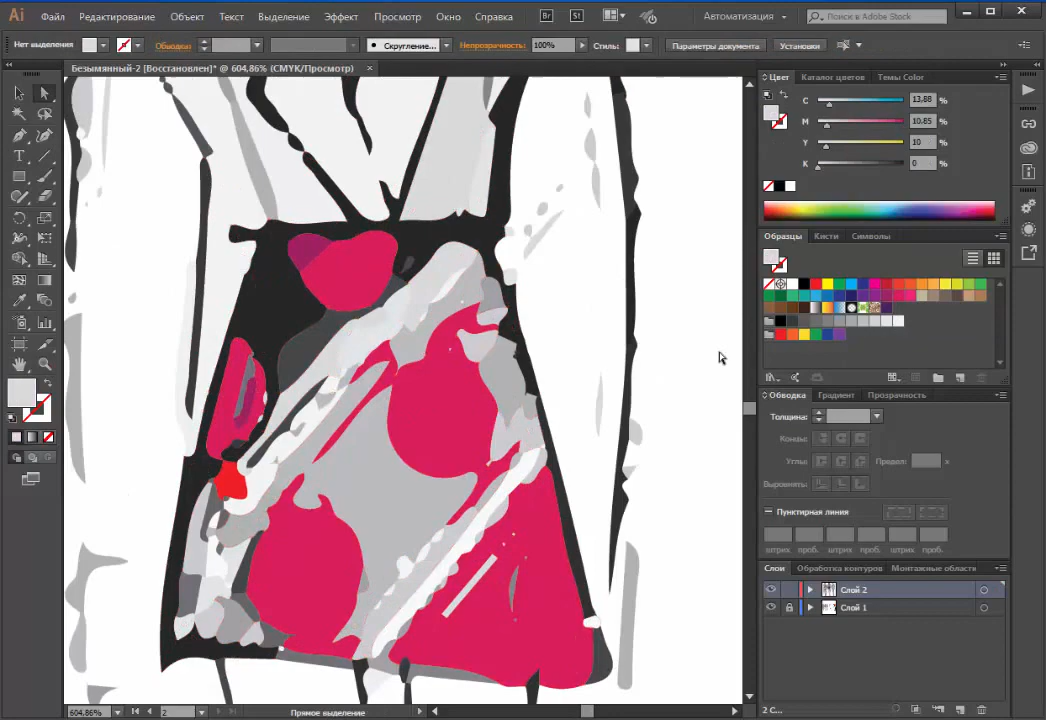 Ai Файл Редактирование Объект Текст Выделение Эффект Просмотр Окно Справка Br St Автоматизация Поиск в Adobe Stock
Нет выделения Обводки: Скругление... Непрозрачность: 100% Стиль: Параметры документа Установки
Безымянный-2 [Восстановлен]* @ 604,86% (CMYK/Просмотр) ×
Цвет Каталог цветов Темы Color
C 13,68 %
M 10,85 %
Y 10 %
K 0 %
Образцы Кисти Символы
Обводка Градиент Прозрачность
Толщина:
Концы:
Углы: Предел:
Выровнять:
Пунктирная линия
штрих проб. штрих проб. штрих проб.
Слои Обработка контуров Монтажные области
Слой 2
Слой 1
2 С...
604,86% 2 Прямое выделение